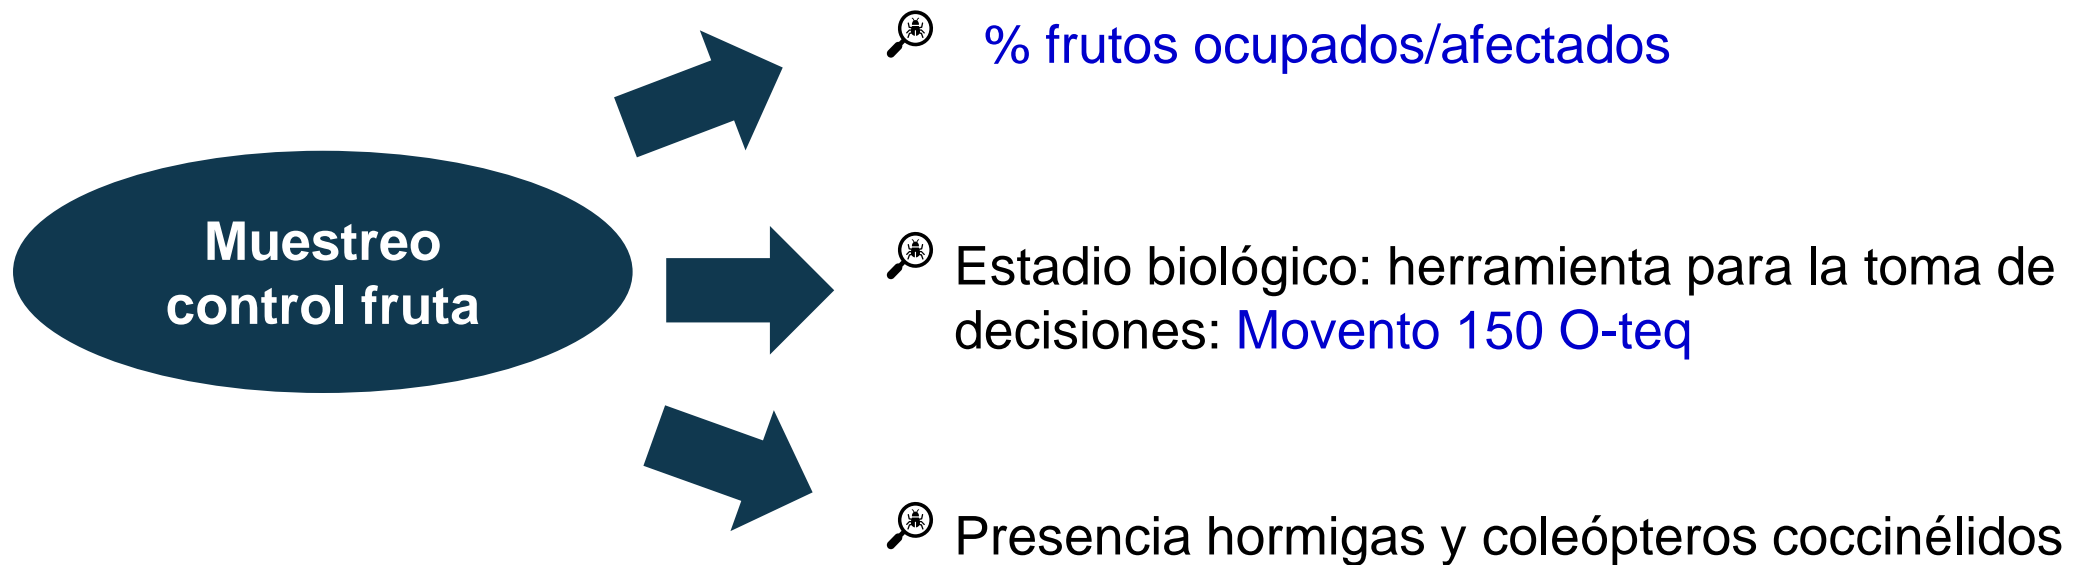 % frutos ocupados/afectados
Muestreo
control fruta
Estadio biológico: herramienta para la toma de
decisiones: Movento 150 O-teq
Presencia hormigas y coleópteros coccinélidos